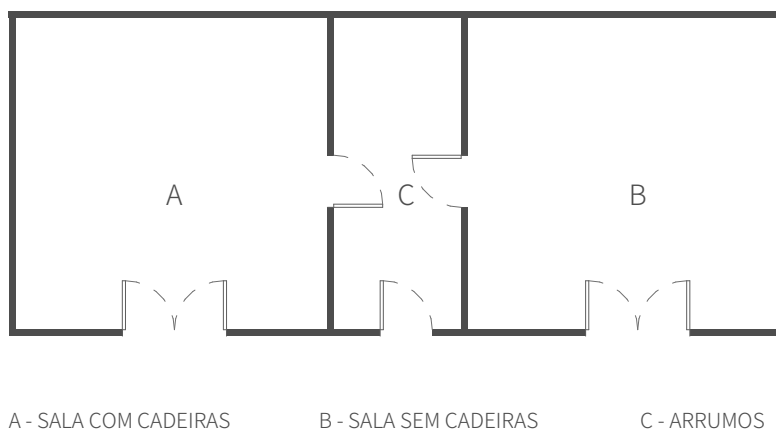 A
C
B
A - SALA COM CADEIRAS
B - SALA SEM CADEIRAS
C - ARRUMOS